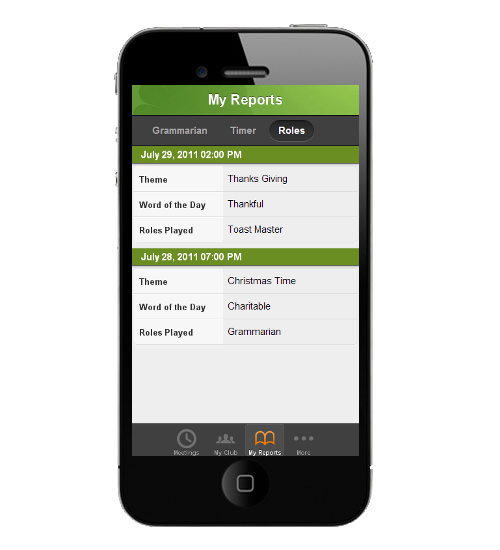 My Reports
Grammarian Timer Roles
July 29, 2011 02:00 PM
Theme Thanks Giving
Word of the Day Thankful
Roles Played Toast Master
July 28, 2011 07:00 PM
Theme Christmas Time
Word of the Day Charitable
Roles Played Grammarian
Meetings My Club My Reports More